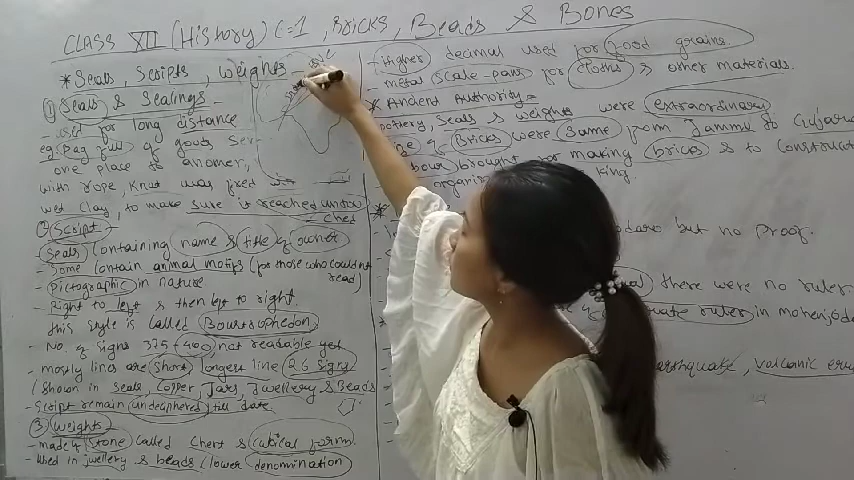 CLASS XII (History) C=1, BRICKS, Beads & Bones
* Seals, Scripts, Weights -
① Seals & Sealings -
- used for long distance
eg. Bag full of goods Sen-
one place to another,
with rope, Knot was fixed with
wet clay, to make sure it reached untou
ched
② Script -
- Seals containing name & title of owner
- Some contain animal motifs (for those who couldnt
read)
- Pictographic in nature
- Right to left & then left to right.
this style is called Boustrophedon.
- No. of signs 375-400, not readable yet
- mostly lines are short longest line 26 Signs
(shown in seals, Copper, Jars, Jwellery & Beads
- Script remain undeciphered till date.
③ Weights -
- made of stone called Chert & cubical form.
- Used in jwellery & beads (lower denomination)
- Higher decimal used for food grains.
- metal Scale-pans for cloths & other materials.
* Ancient Authority =
pottery, Seals & weights were extraordinary
of Bricks were Same from Jammu to Gujarat
brought for making bricks & to construct
king.
but no proof.
there were no ruler.
ruler in mohenjoda
earthquake, volcanic eru